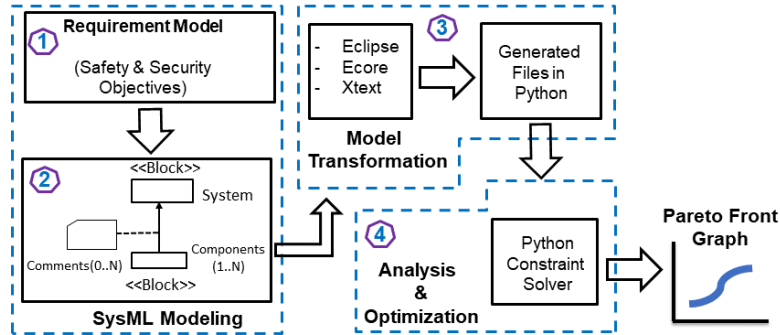 1
Requirement Model
(Safety & Security
Objectives)
2
<<Block>>
System
Comments(0..N)
Components
(1..N)
<<Block>>
SysML Modeling
3
- Eclipse
- Ecore
- Xtext
Generated
Files in
Python
Model
Transformation
4
Analysis
&
Optimization
Python
Constraint
Solver
Pareto Front
Graph